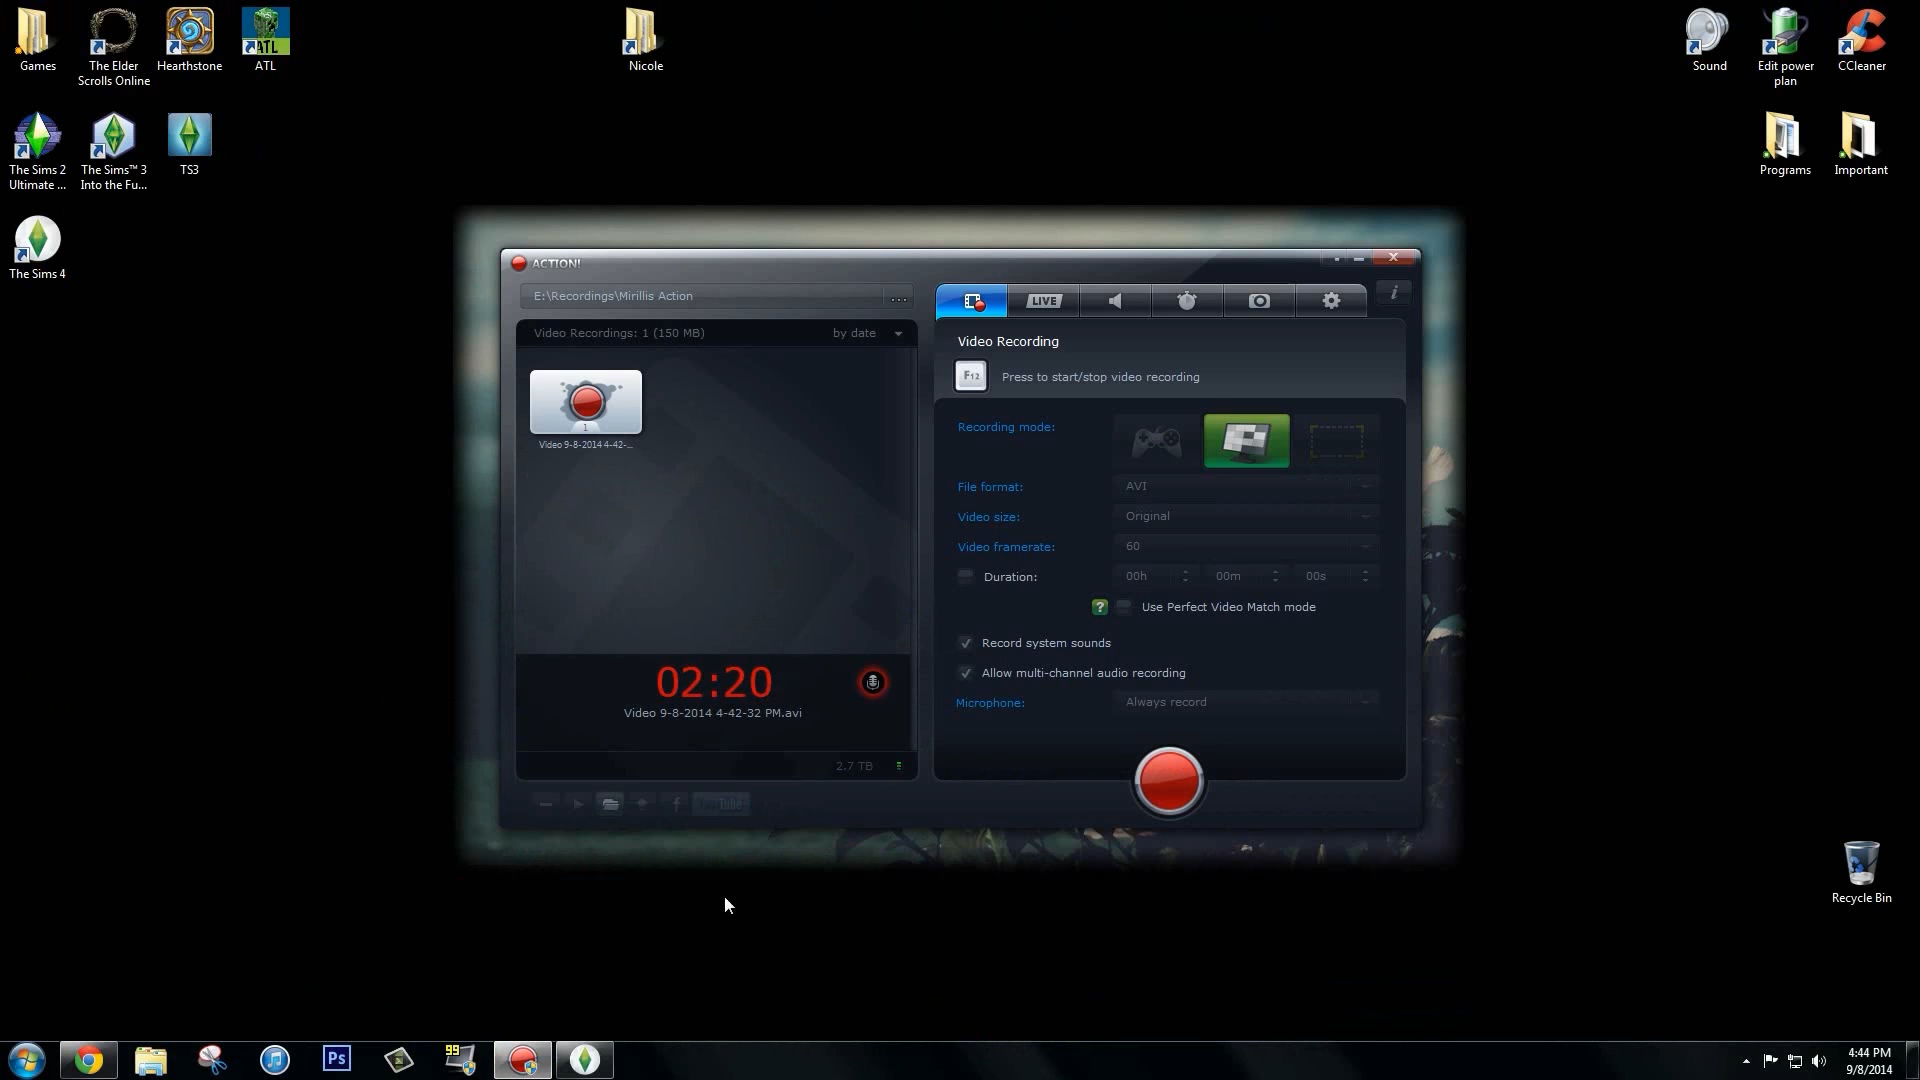 Games
The Elder
Scrolls Online
Hearthstone
ATL
ATL
Nicole
Sound
Edit power
plan
CCleaner
The Sims 2
Ultimate ...
The Sims™ 3
Into the Fu...
TS3
Programs
Important
The Sims 4
ACTION!
E:\Recordings\Mirillis Action
...
LIVE
i
Video Recordings: 1 (150 MB)
by date
Video Recording
F12
Press to start/stop video recording
1
Video 9-8-2014 4-42-...
Recording mode:
File format:
AVI
Video size:
Original
Video framerate:
60
Duration:
00h
00m
00s
?
Use Perfect Video Match mode
Record system sounds
Allow multi-channel audio recording
Microphone:
Always record
02:20
Video 9-8-2014 4-42-32 PM.avi
2.7 TB
f
YouTube
Recycle Bin
Ps
99
4:44 PM
9/8/2014